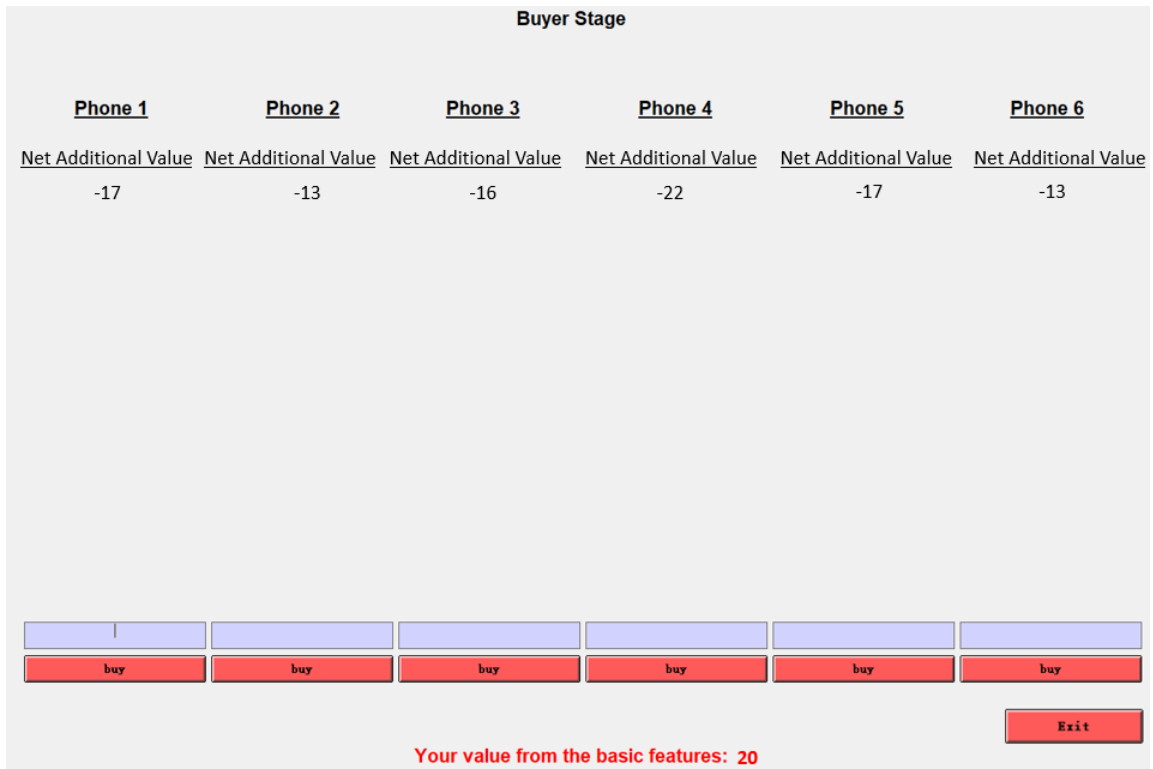 Buyer Stage
Phone 1 Phone 2 Phone 3 Phone 4 Phone 5 Phone 6
Net Additional Value Net Additional Value Net Additional Value Net Additional Value Net Additional Value Net Additional Value
-17 -13 -16 -22 -17 -13
buy buy buy buy buy buy
Exit
Your value from the basic features: 20